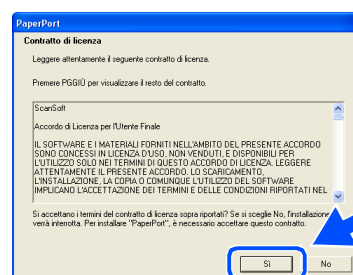 PaperPort
Contratto di licenza
Leggere attentamente il seguente contratto di licenza.
Premere PGGIÙ per visualizzare il resto del contratto.
ScanSoft
Accordo di Licenza per l'Utente Finale
IL SOFTWARE E I MATERIALI FORNITI NELL'AMBITO DEL PRESENTE ACCORDO
SONO CONCESSI IN LICENZA D'USO, NON VENDUTI, E DISPONIBILI PER
L'UTILIZZO SOLO NEI TERMINI DI QUESTO ACCORDO DI LICENZA. LEGGERE
ATTENTAMENTE IL PRESENTE ACCORDO. LO SCARICAMENTO,
L'INSTALLAZIONE, LA COPIA O COMUNQUE L'UTILIZZO DEL SOFTWARE
IMPLICANO L'ACCETTAZIONE DEI TERMINI E DELLE CONDIZIONI RIPORTATI NEL
Si accettano i termini del contratto di licenza sopra riportati? Se si sceglie No, l'installazione
verrà interrotta. Per installare "PaperPort", è necessario accettare questo contratto.
Sì
No